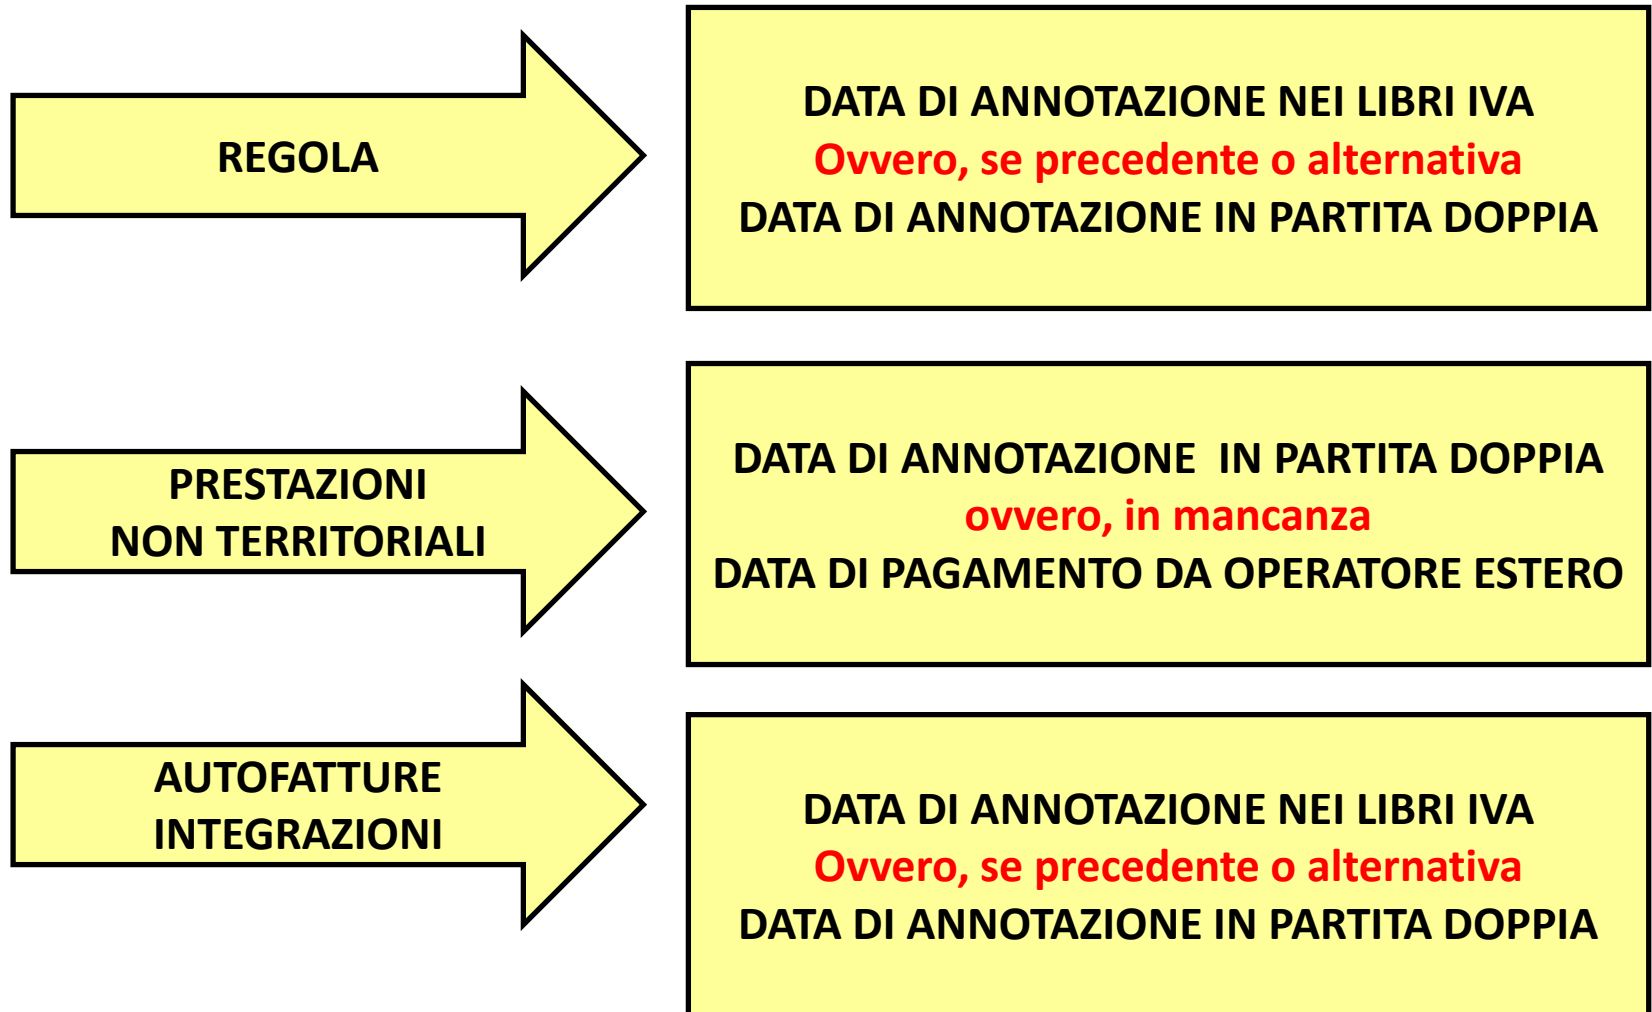 REGOLA
DATA DI ANNOTAZIONE NEI LIBRI IVA
Ovvero, se precedente o alternativa
DATA DI ANNOTAZIONE IN PARTITA DOPPIA
PRESTAZIONI
NON TERRITORIALI
DATA DI ANNOTAZIONE  IN PARTITA DOPPIA
ovvero, in mancanza
DATA DI PAGAMENTO DA OPERATORE ESTERO
AUTOFATTURE
INTEGRAZIONI
DATA DI ANNOTAZIONE NEI LIBRI IVA
Ovvero, se precedente o alternativa
DATA DI ANNOTAZIONE IN PARTITA DOPPIA